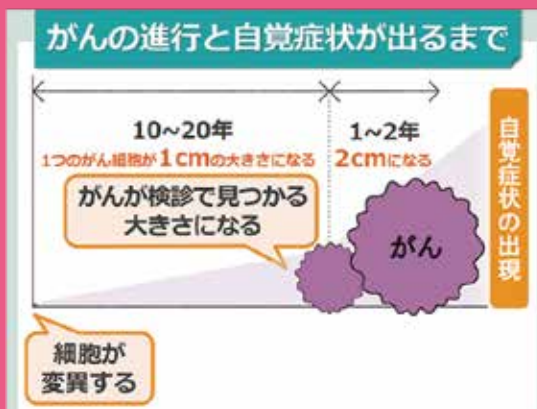 がんの進行と自覚症状が出るまで
10~20年
1つのがん細胞が1cmの大きさになる
1~2年
2cmになる
がんが検診で見つかる
大きさになる
がん
自覚症状の出現
細胞が
変異する